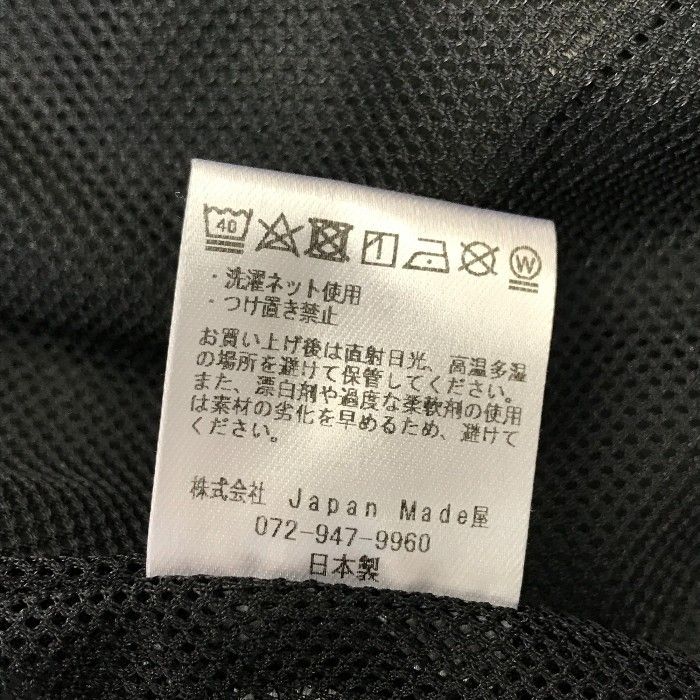 40 W
・洗濯ネット使用
・つけ置き禁止
お買い上げ後は直射日光、高温多湿
の場所を避けて保管してください。
また、漂白剤や過度な柔軟剤の使用
は素材の劣化を早めるため、避けて
ください。
株式会社 Japan Made屋
072-947-9960
日本製